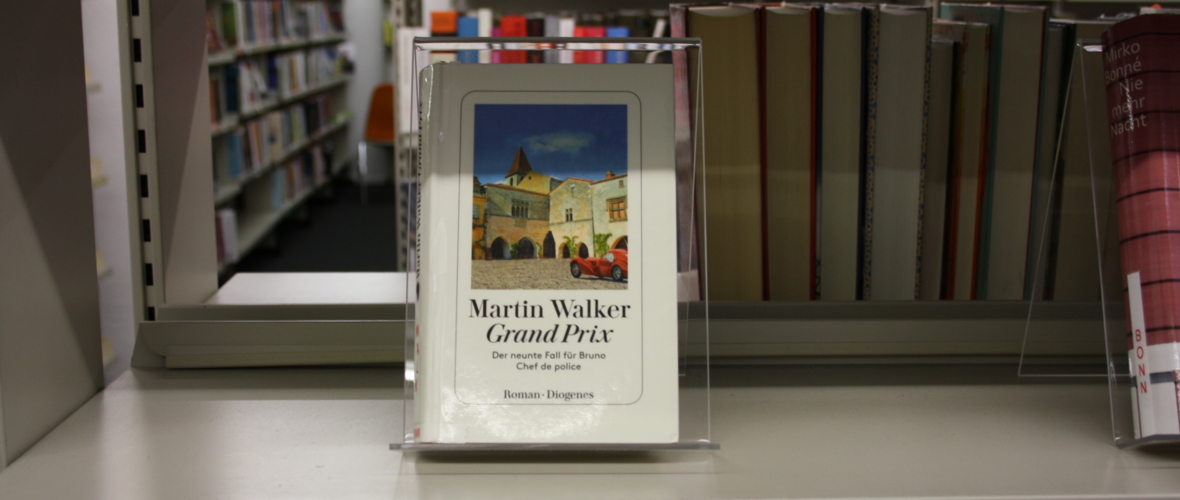 Martin Walker
Grand Prix
Der neunte Fall für Bruno
Chef de police
Roman · Diogenes
Mirko
Bonné
Nie
mehr
Nacht
BONN